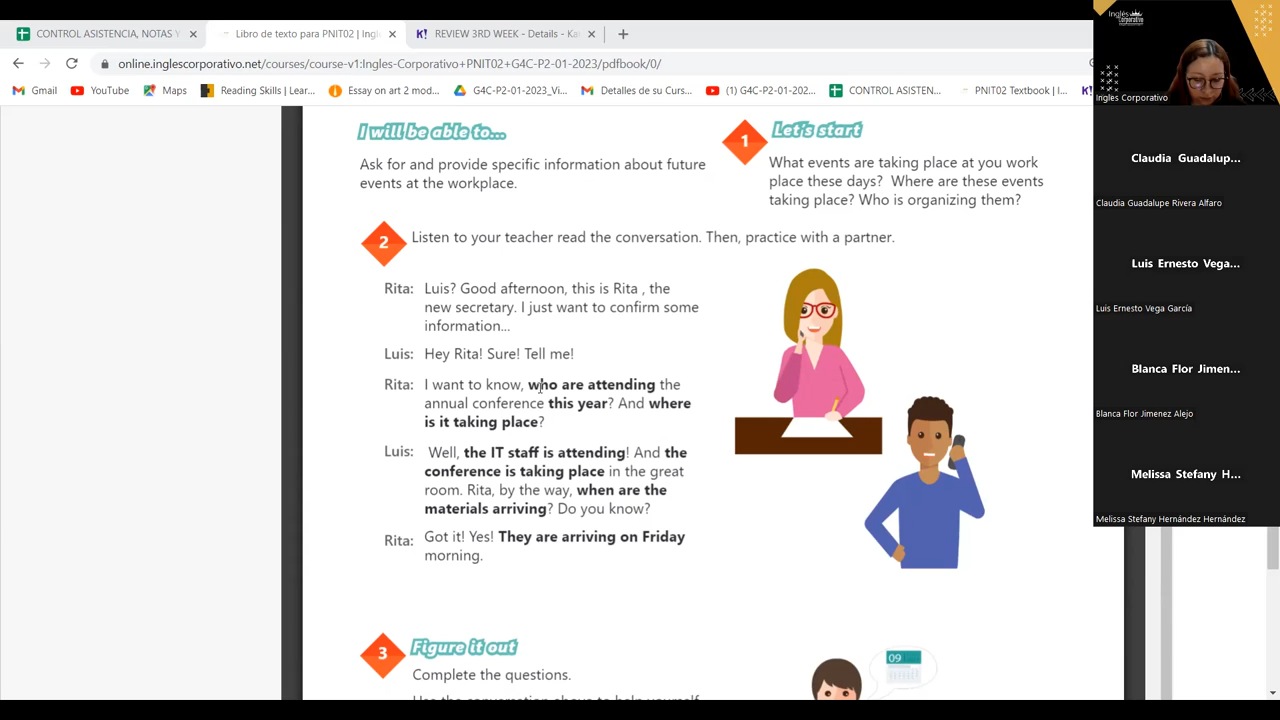 CONTROL ASISTENCIA, NOTAS Y
Libro de texto para PNIT02 | Ingl
REVIEW 3RD WEEK - Details - Ka
online.inglescorporativo.net/courses/course-v1:Ingles-Corporativo+PNIT02+G4C-P2-01-2023/pdfbook/0/
Gmail
YouTube
Maps
Reading Skills | Lear...
Essay on art 2 mod...
G4C-P2-01-2023_Vi...
Detalles de su Curs...
(1) G4C-P2-01-202...
CONTROL ASISTEN...
PNIT02 Textbook | In...
I will be able to...
Ask for and provide specific information about future
events at the workplace.
1
Let's start
What events are taking place at you work
place these days? Where are these events
taking place? Who is organizing them?
2
Listen to your teacher read the conversation. Then, practice with a partner.
Rita: Luis? Good afternoon, this is Rita , the
new secretary. I just want to confirm some
information...
Luis: Hey Rita! Sure! Tell me!
Rita: I want to know, who are attending the
annual conference this year? And where
is it taking place?
Luis: Well, the IT staff is attending! And the
conference is taking place in the great
room. Rita, by the way, when are the
materials arriving? Do you know?
Rita: Got it! Yes! They are arriving on Friday
morning.
3
Figure it out
Complete the questions.
Use the conversation above to help yourself
09
Inglés
Corporativo
Ingles Corporativo
Claudia Guadalup...
Claudia Guadalupe Rivera Alfaro
Luis Ernesto Vega...
Luis Ernesto Vega García
Blanca Flor Jimen...
Blanca Flor Jimenez Alejo
Melissa Stefany H...
Melissa Stefany Hernández Hernández